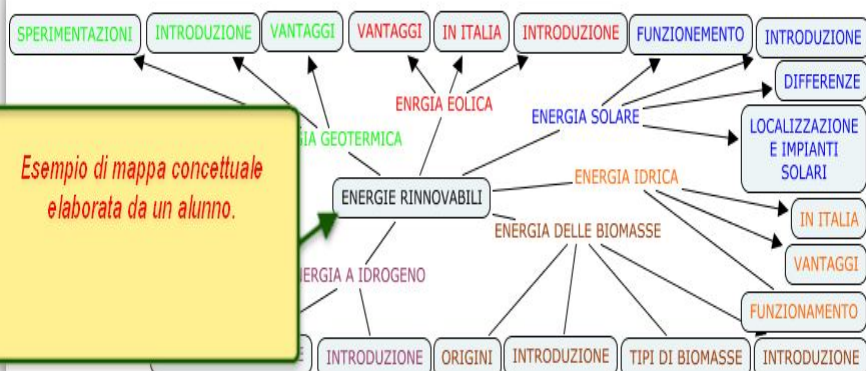 SPERIMENTAZIONI
INTRODUZIONE
VANTAGGI
VANTAGGI
IN ITALIA
INTRODUZIONE
FUNZIONEMENTO
INTRODUZIONE
DIFFERENZE
ENRGIA EOLICA
ENERGIA SOLARE
LOCALIZZAZIONE
E IMPIANTI
SOLARI
GEOTERMICA
Esempio di mappa concettuale
elaborata da un alunno.
ENERGIE RINNOVABILI
ENERGIA IDRICA
IN ITALIA
ENERGIA DELLE BIOMASSE
VANTAGGI
A IDROGENO
FUNZIONAMENTO
INTRODUZIONE
ORIGINI
INTRODUZIONE
TIPI DI BIOMASSE
INTRODUZIONE